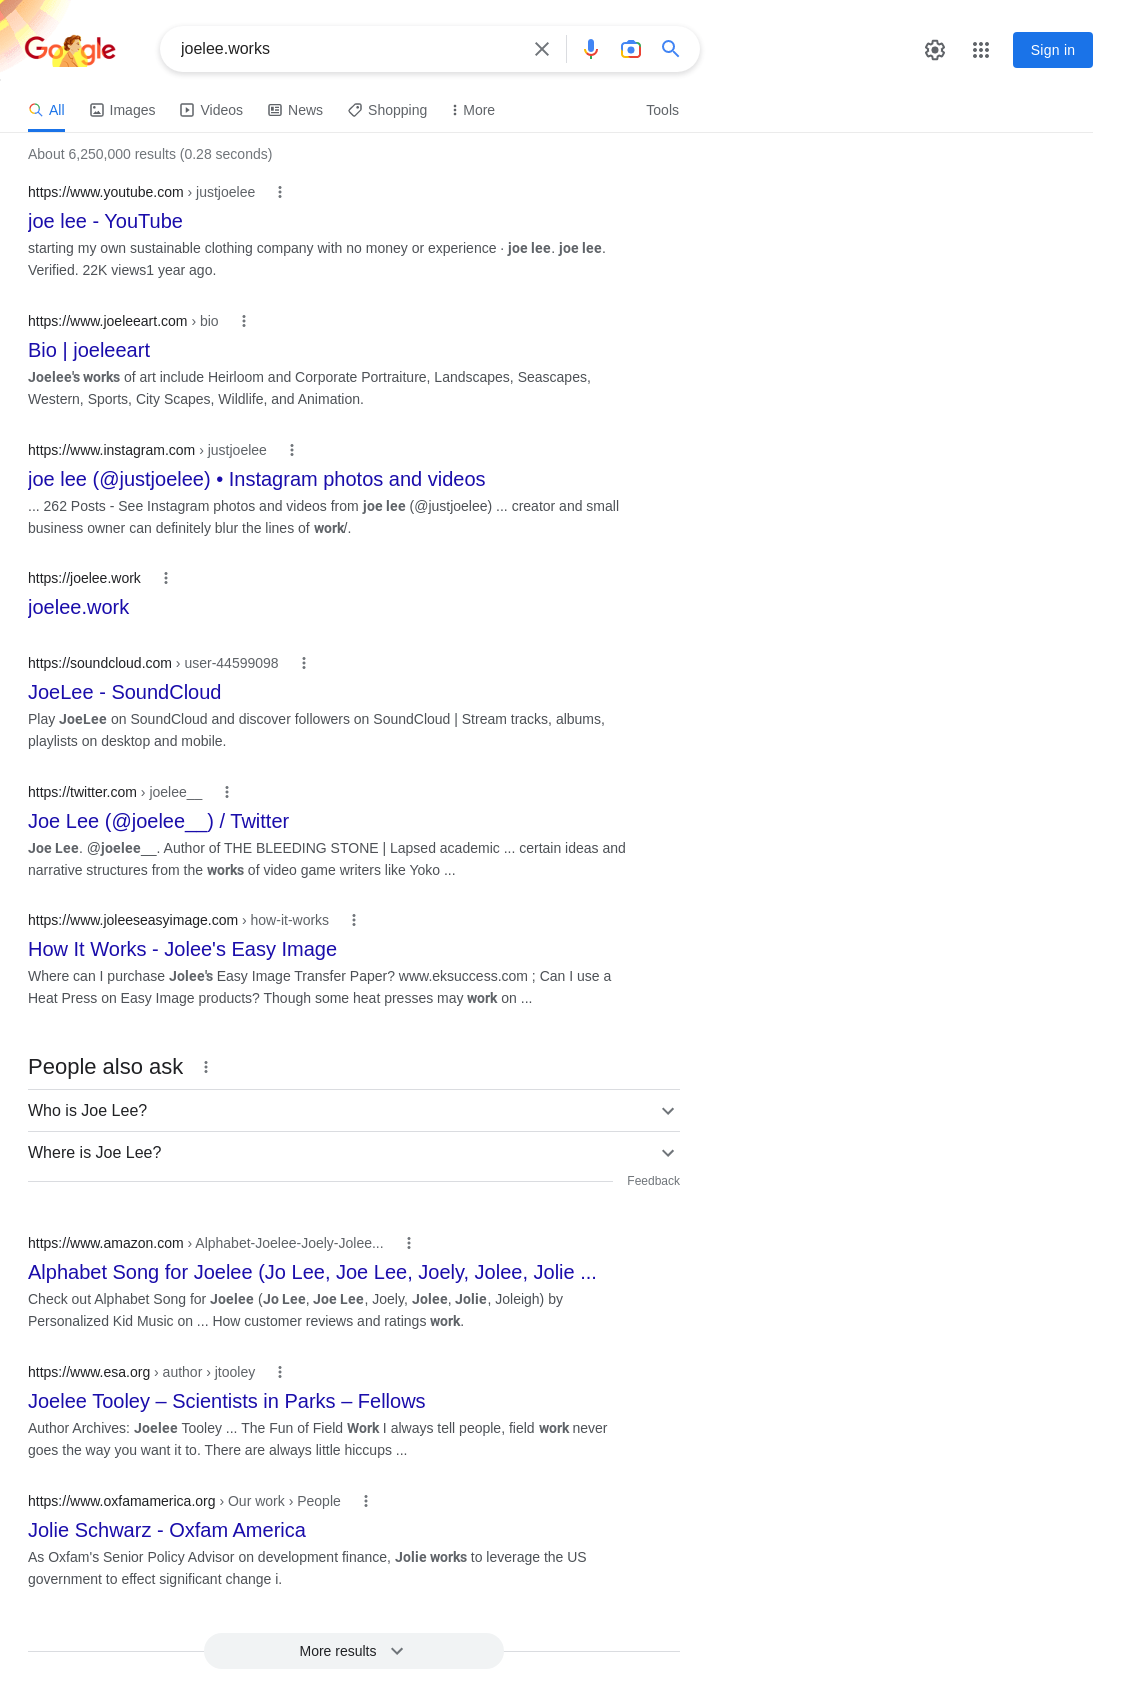 Google
joelee.works
Sign in
All Images Videos News Shopping More Tools
About 6,250,000 results (0.28 seconds)
https://www.youtube.com › justjoelee
joe lee - YouTube
starting my own sustainable clothing company with no money or experience · joe lee. joe lee.
Verified. 22K views1 year ago.
https://www.joeleeart.com › bio
Bio | joeleeart
Joelee's works of art include Heirloom and Corporate Portraiture, Landscapes, Seascapes,
Western, Sports, City Scapes, Wildlife, and Animation.
https://www.instagram.com › justjoelee
joe lee (@justjoelee) • Instagram photos and videos
... 262 Posts - See Instagram photos and videos from joe lee (@justjoelee) ... creator and small
business owner can definitely blur the lines of work/.
https://joelee.work
joelee.work
https://soundcloud.com › user-44599098
JoeLee - SoundCloud
Play JoeLee on SoundCloud and discover followers on SoundCloud | Stream tracks, albums,
playlists on desktop and mobile.
https://twitter.com › joelee__
Joe Lee (@joelee__) / Twitter
Joe Lee. @joelee__. Author of THE BLEEDING STONE | Lapsed academic ... certain ideas and
narrative structures from the works of video game writers like Yoko ...
https://www.joleeseasyimage.com › how-it-works
How It Works - Jolee's Easy Image
Where can I purchase Jolee's Easy Image Transfer Paper? www.eksuccess.com ; Can I use a
Heat Press on Easy Image products? Though some heat presses may work on ...
People also ask
Who is Joe Lee?
Where is Joe Lee?
Feedback
https://www.amazon.com › Alphabet-Joelee-Joely-Jolee...
Alphabet Song for Joelee (Jo Lee, Joe Lee, Joely, Jolee, Jolie ...
Check out Alphabet Song for Joelee (Jo Lee, Joe Lee, Joely, Jolee, Jolie, Joleigh) by
Personalized Kid Music on ... How customer reviews and ratings work.
https://www.esa.org › author › jtooley
Joelee Tooley – Scientists in Parks – Fellows
Author Archives: Joelee Tooley ... The Fun of Field Work I always tell people, field work never
goes the way you want it to. There are always little hiccups ...
https://www.oxfamamerica.org › Our work › People
Jolie Schwarz - Oxfam America
As Oxfam's Senior Policy Advisor on development finance, Jolie works to leverage the US
government to effect significant change i.
More results